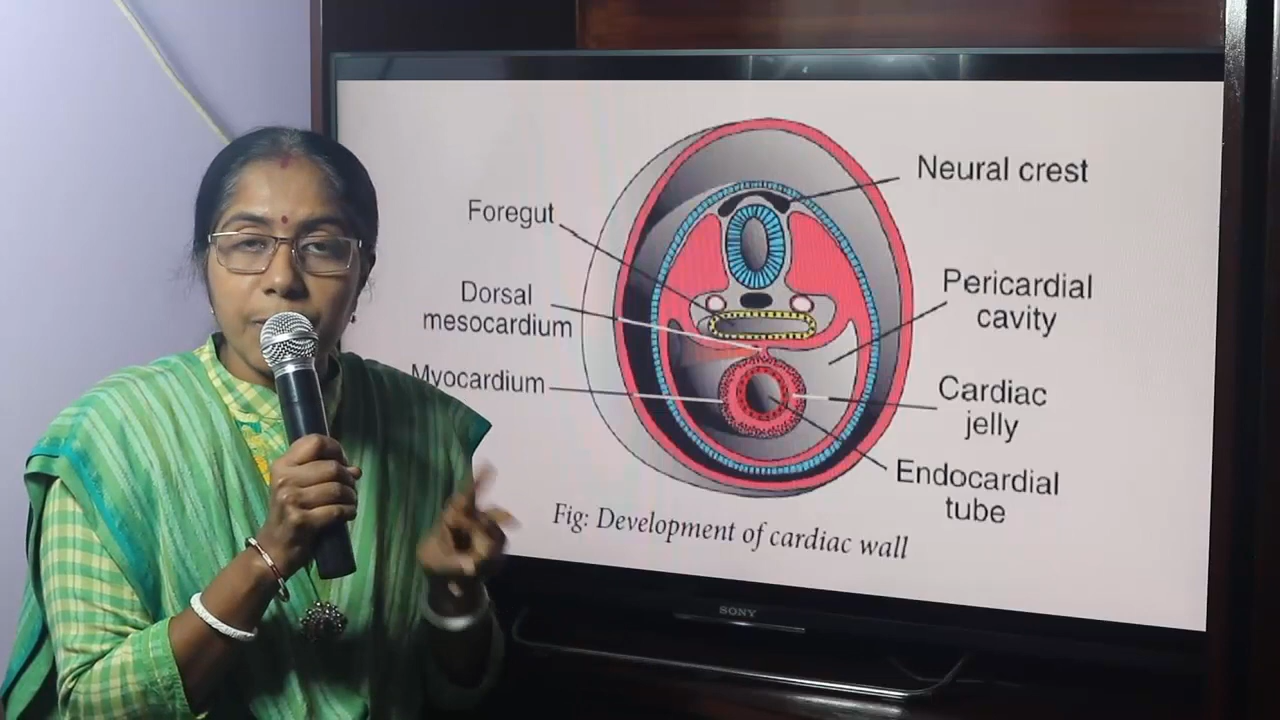 Neural crest
Foregut
Pericardial
cavity
Dorsal
mesocardium
Myocardium
Cardiac
jelly
Endocardial
tube
Fig: Development of cardiac wall
SONY